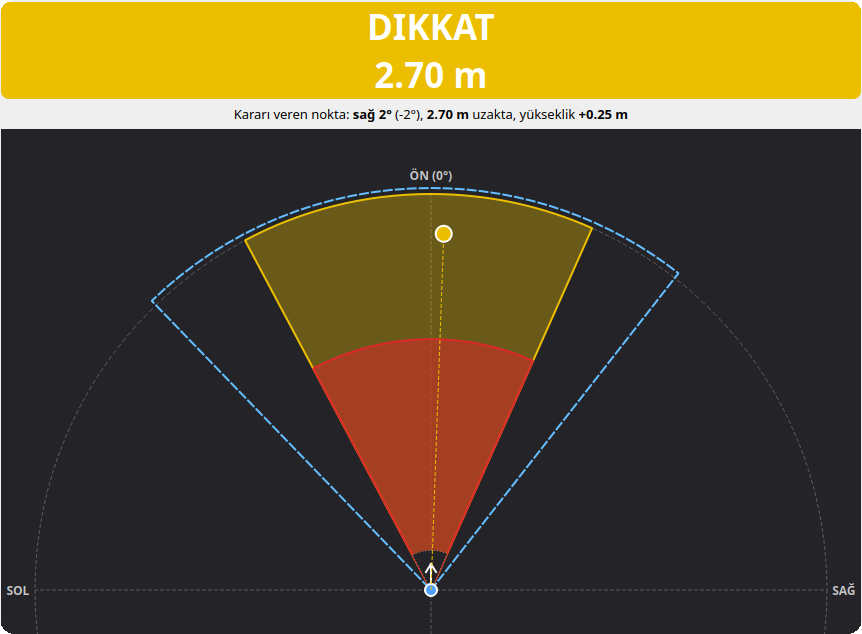 DIKKAT
2.70 m
Kararı veren nokta: sağ 2° (-2°), 2.70 m uzakta, yükseklik +0.25 m
ÖN (0°)
SOL
SAĞ